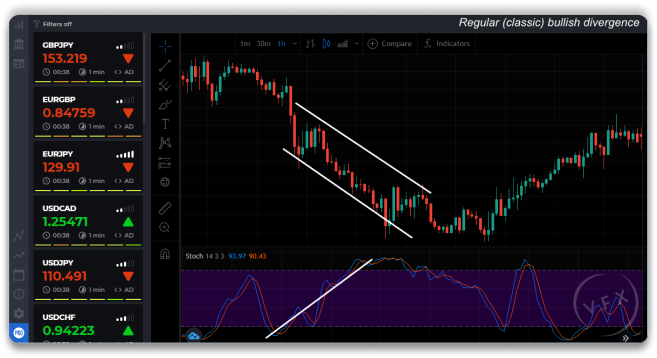 Regular (classic) bullish divergence
Filters off
1m 30m 1h Compare Indicators
GBPJPY
153.219
00:38 1 min <> AD
EURGBP
0.84759
00:38 1 min <> AD
EURJPY
129.91
00:38 1 min <> AD
USDCAD
1.25471
00:38 1 min <> AD
USDJPY
110.491
00:38 1 min <> AD
USDCHF
0.94223
Stoch 14 3 3 93.97 90.43
VFX
PRO